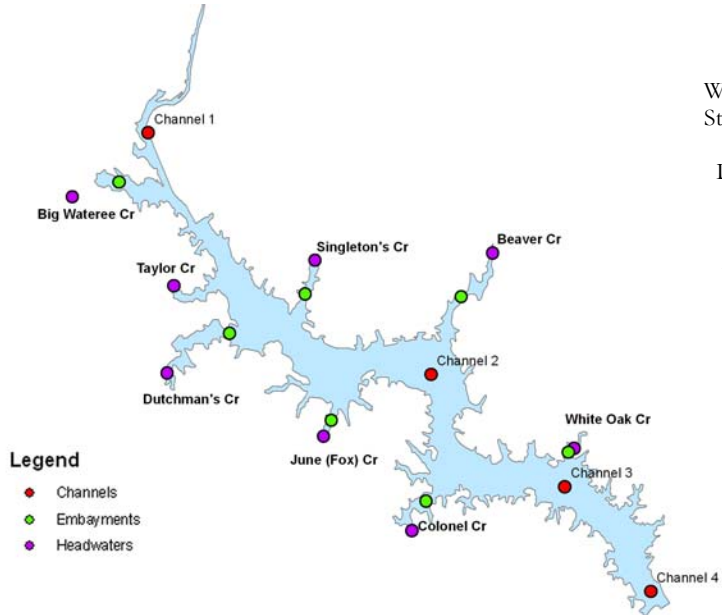 Channel 1
Big Wateree Cr
Singleton's Cr
Beaver Cr
Taylor Cr
Channel 2
Dutchman's Cr
White Oak Cr
June (Fox) Cr
Channel 3
Colonel Cr
Channel 4
Legend
Channels
Embayments
Headwaters